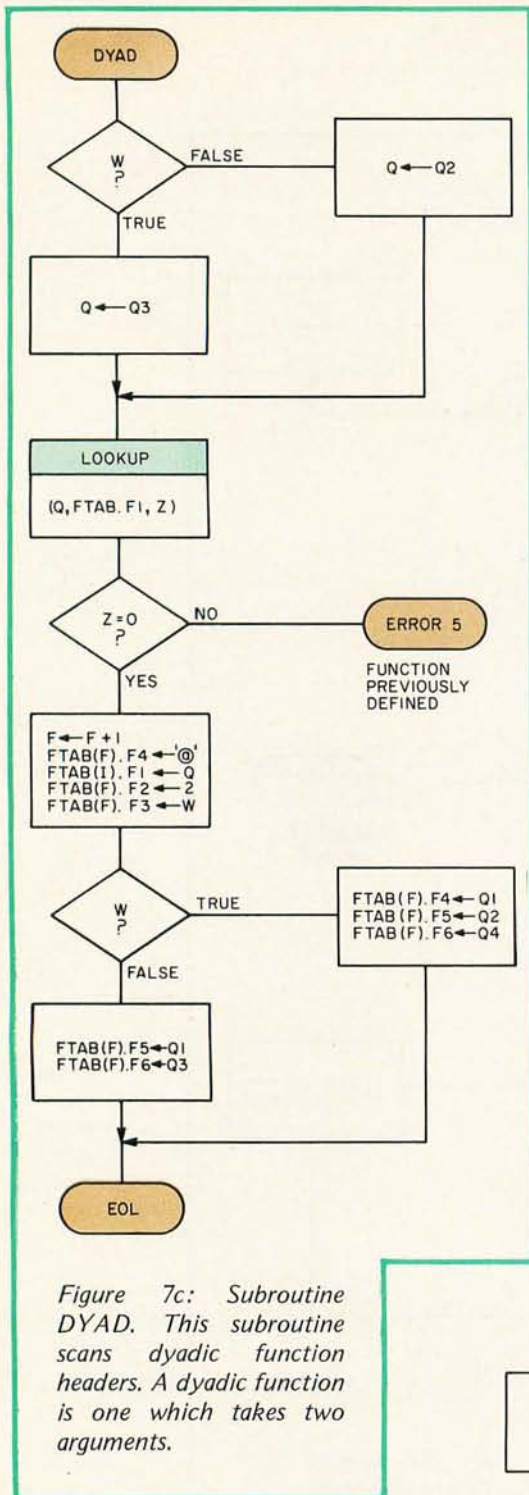 DYAD
W
?
FALSE
TRUE
Q ← Q2
Q ← Q3
LOOKUP
(Q, FTAB. F1, Z)
Z = 0
?
NO
YES
ERROR 5
FUNCTION
PREVIOUSLY
DEFINED
F ← F + 1
FTAB(F). F4 ← '@'
FTAB(I). F1 ← Q
FTAB(F). F2 ← 2
FTAB(F). F3 ← W
W
?
TRUE
FALSE
FTAB(F).F4 ← Q1
FTAB(F).F5 ← Q2
FTAB(F).F6 ← Q4
FTAB(F).F5 ← Q1
FTAB(F).F6 ← Q3
EOL
Figure 7c: Subroutine
DYAD. This subroutine
scans dyadic function
headers. A dyadic function
is one which takes two
arguments.